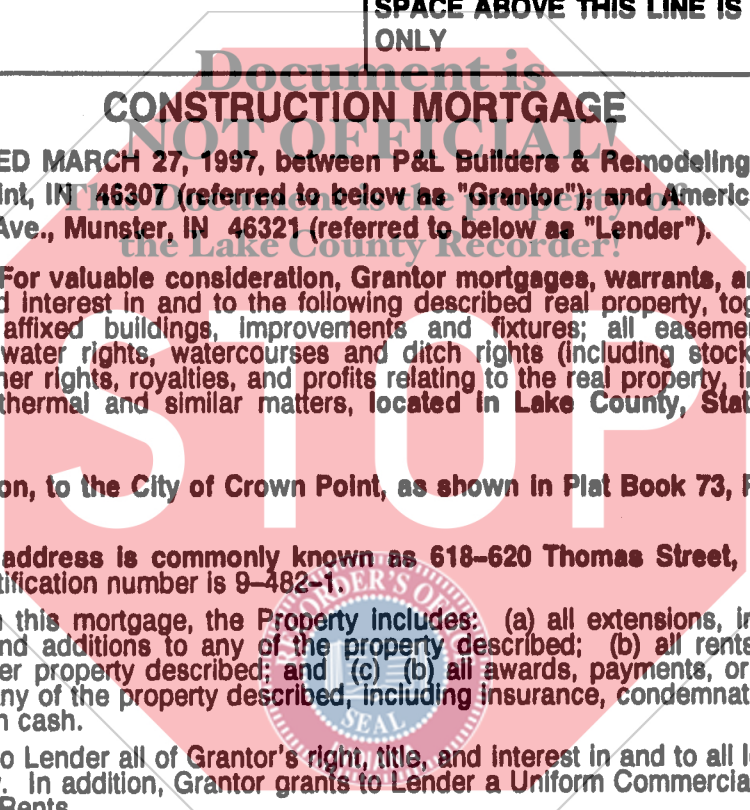 SPACE ABOVE THIS LINE IS
ONLY
Document is
CONSTRUCTION MORTGAGE
NOT OFFICIAL!
ED MARCH 27, 1997, between P&L Builders & Remodeling
This Document is the property of
int, IN 46307 (referred to below as "Grantor"); and Americ
Ave., Munster, IN 46321 (referred to below as "Lender").
the Lake County Recorder!
For valuable consideration, Grantor mortgages, warrants, a
d interest in and to the following described real property, tog
affixed buildings, improvements and fixtures; all easeme
water rights, watercourses and ditch rights (including stock
her rights, royalties, and profits relating to the real property, i
thermal and similar matters, located in Lake County, Stat
STOP
on, to the City of Crown Point, as shown in Plat Book 73, P
address is commonly known as 618-620 Thomas Street,
tification number is 9-482-1.
n this mortgage, the Property includes: (a) all extensions, i
nd additions to any of the property described; (b) all rents
er property described; and (c) (b) all awards, payments, or
ny of the property described, including insurance, condemnat
n cash.
RECORDER'S OFFICE
SEAL
o Lender all of Grantor's right, title, and interest in and to all l
y. In addition, Grantor grants to Lender a Uniform Commercia
Rents.